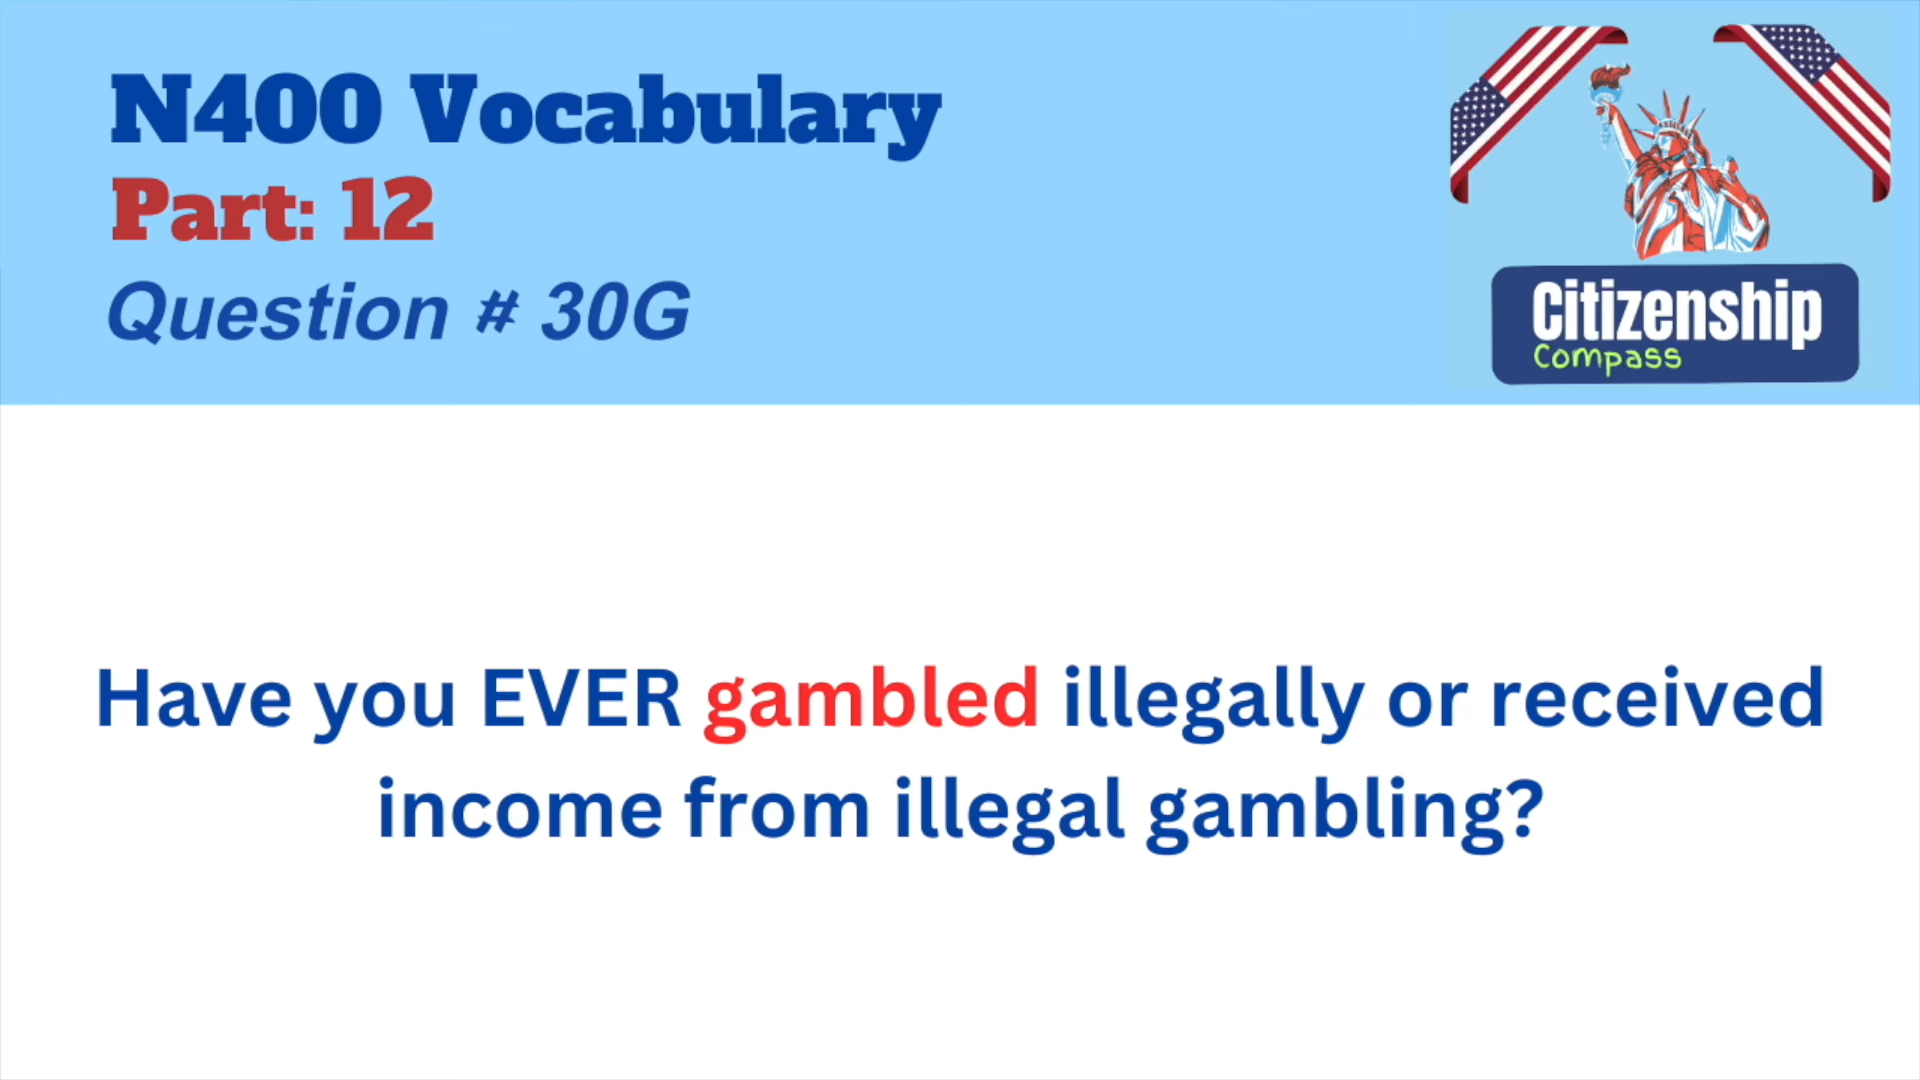 N400 Vocabulary
Part: 12
Question # 30G
Citizenship
Compass
Have you EVER gambled illegally or received
income from illegal gambling?